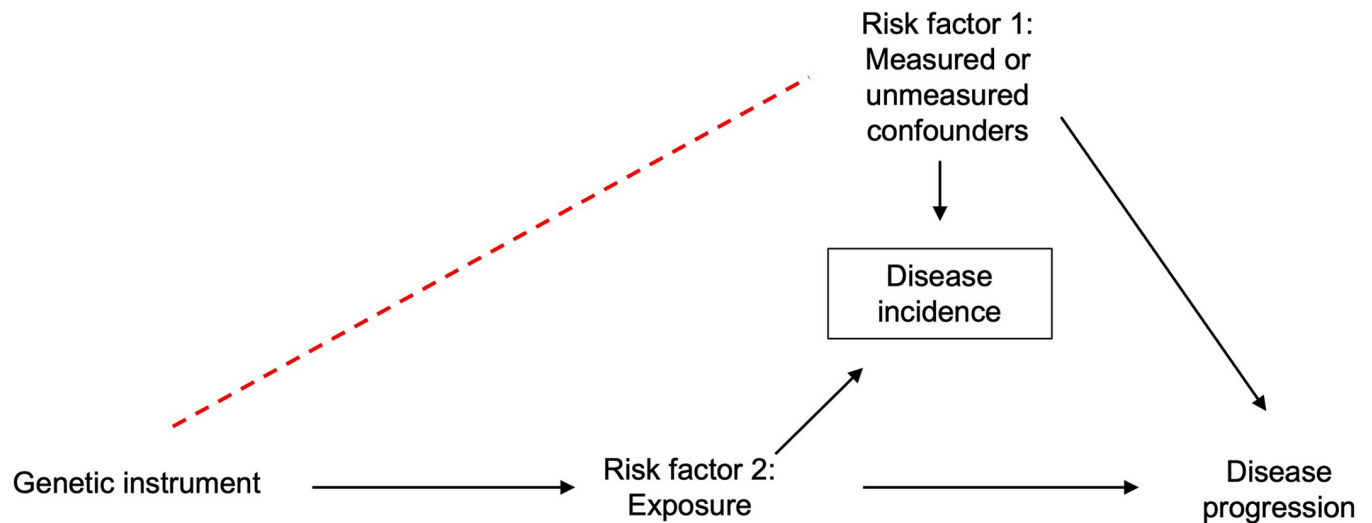 Risk factor 1:
Measured or
unmeasured
confounders
Disease
incidence
Genetic instrument
Risk factor 2:
Exposure
Disease
progression